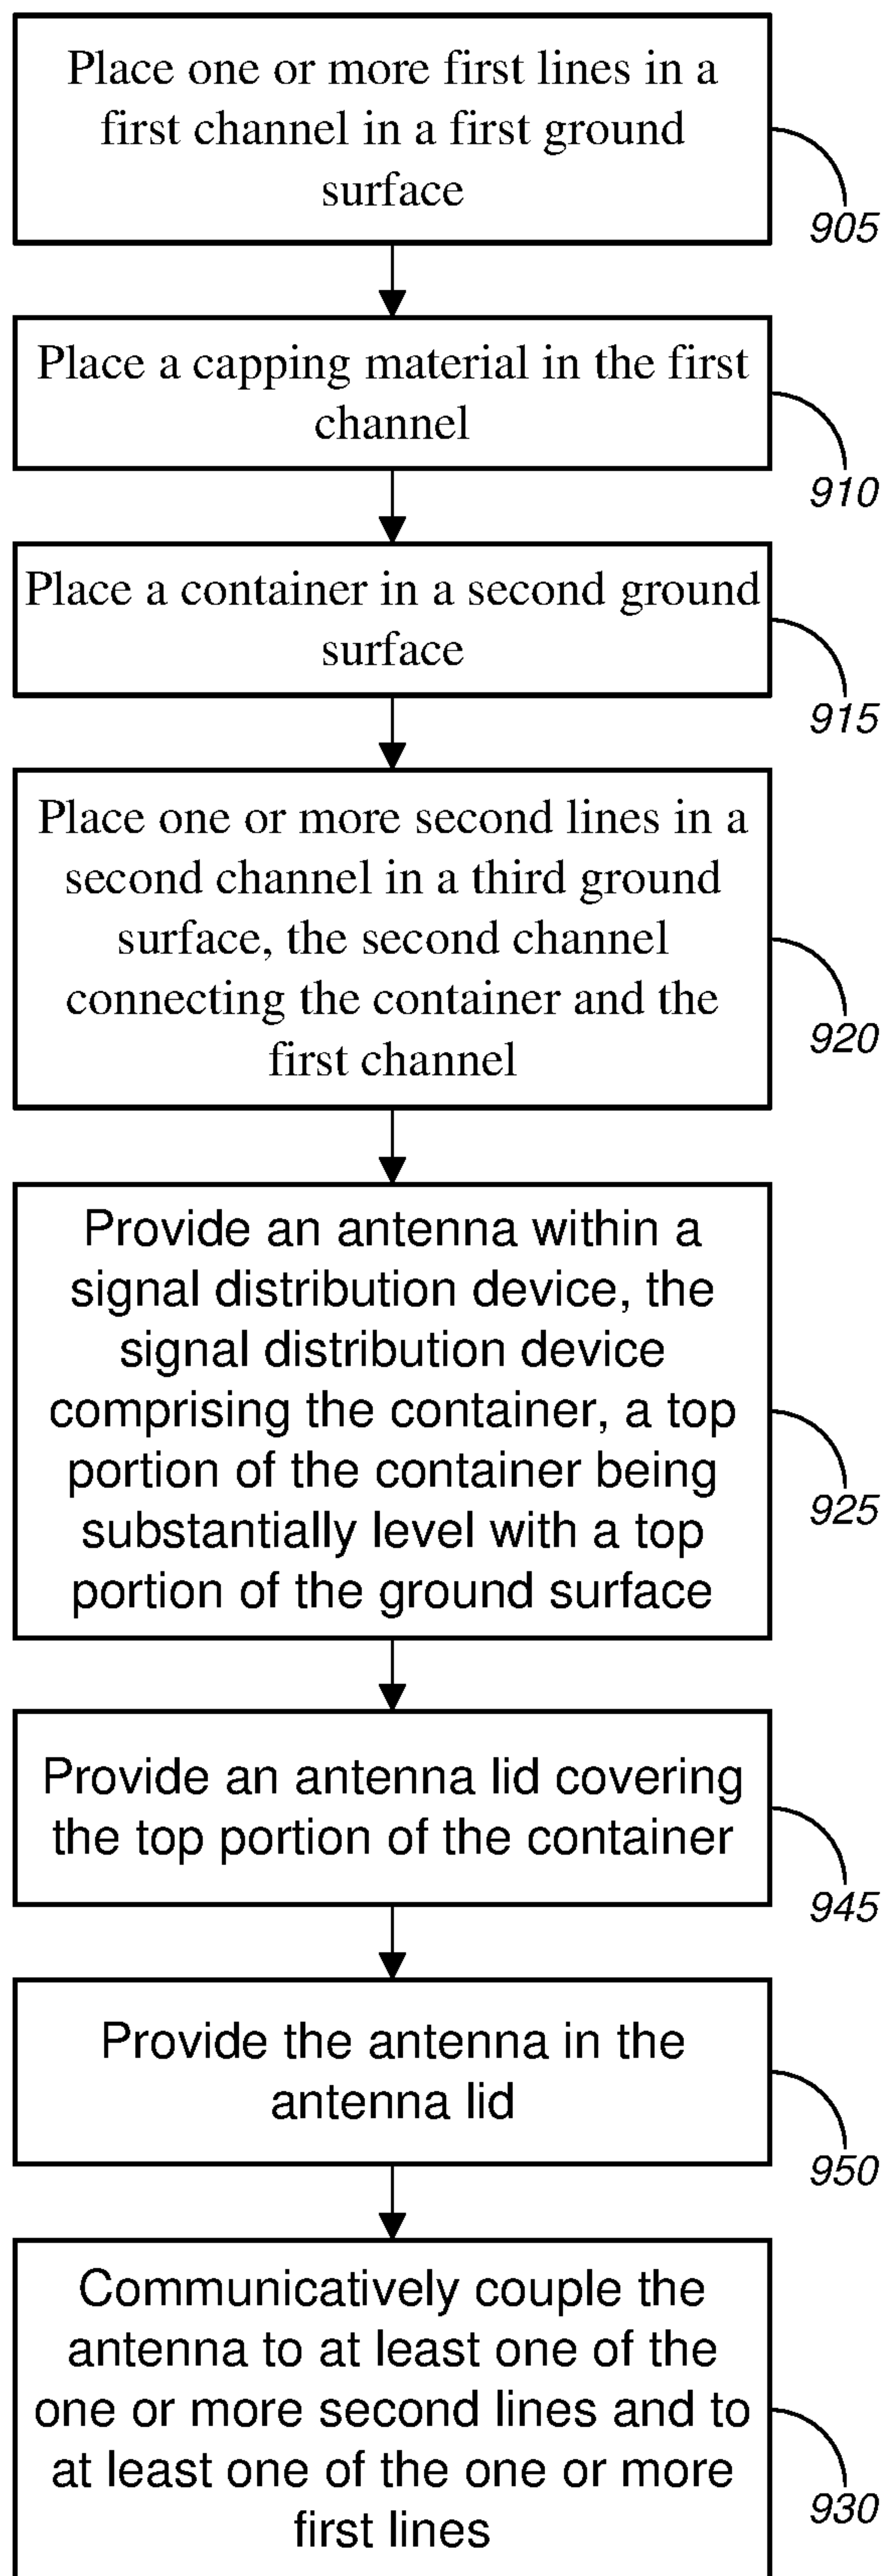 Place one or more first lines in a
first channel in a first ground
surface
905
Place a capping material in the first
channel
910
Place a container in a second ground
surface
915
Place one or more second lines in a
second channel in a third ground
surface, the second channel
connecting the container and the
first channel
920
Provide an antenna within a
signal distribution device, the
signal distribution device
comprising the container, a top
portion of the container being
substantially level with a top
portion of the ground surface
925
Provide an antenna lid covering
the top portion of the container
945
Provide the antenna in the
antenna lid
950
Communicatively couple the
antenna to at least one of the
one or more second lines and to
at least one of the one or more
first lines
930